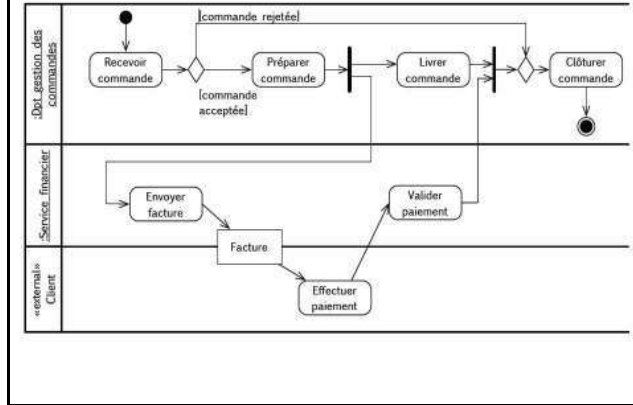 :Dpt gestion des
commandes
[commande rejetée]
Recevoir
commande
Préparer
commande
Livrer
commande
Clôturer
commande
[commande
acceptée]
:Service financier
Envoyer
facture
Valider
paiement
Facture
«external»
Client
Effectuer
paiement